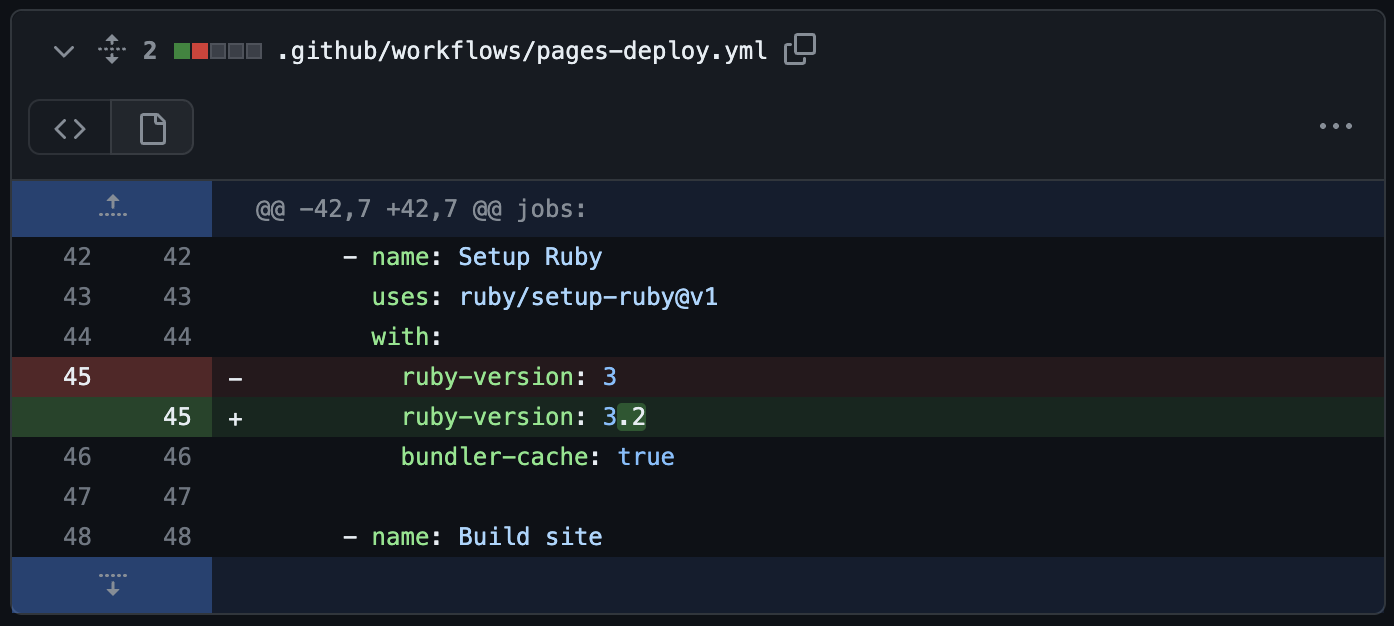 2 .github/workflows/pages-deploy.yml
@@ -42,7 +42,7 @@ jobs:
42 42 - name: Setup Ruby
43 43 uses: ruby/setup-ruby@v1
44 44 with:
45 - ruby-version: 3
45 + ruby-version: 3.2
46 46 bundler-cache: true
47 47
48 48 - name: Build site